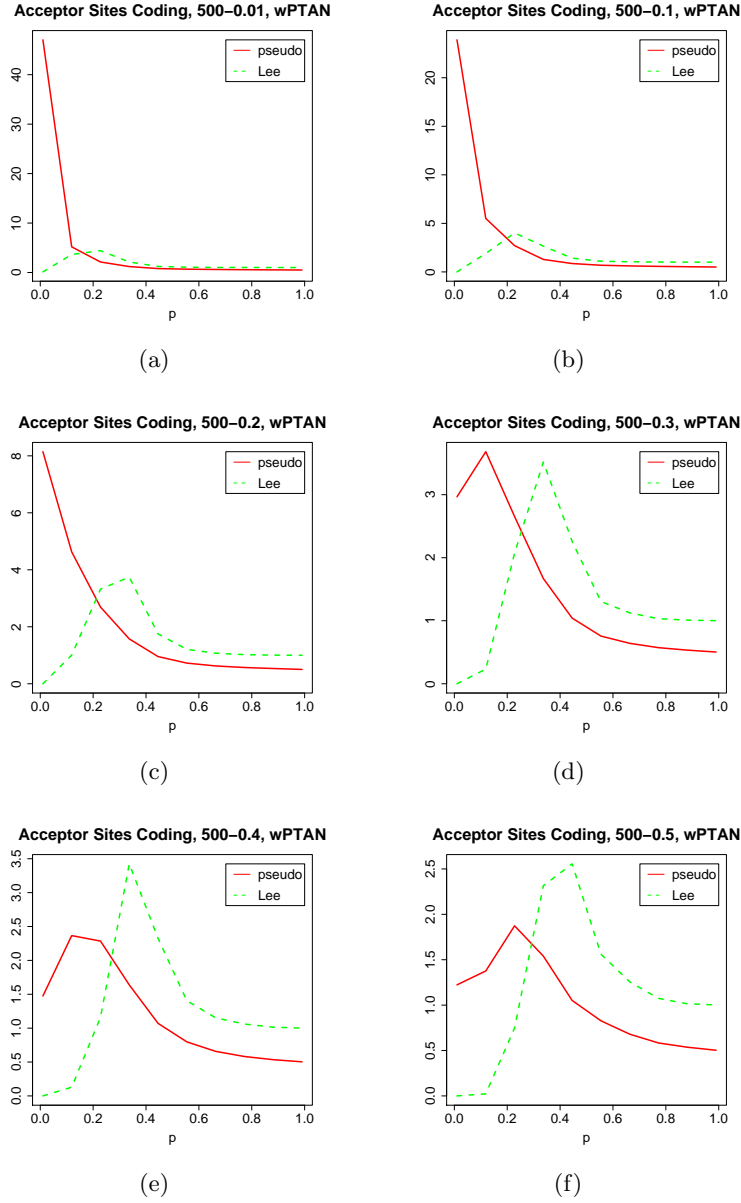 Acceptor Sites Coding, 500−0.01, wPTAN
pseudo
Lee
0 10 20 30 40
0.0 0.2 0.4 0.6 0.8 1.0
p
(a)
Acceptor Sites Coding, 500−0.1, wPTAN
pseudo
Lee
0 5 10 15 20
0.0 0.2 0.4 0.6 0.8 1.0
p
(b)
Acceptor Sites Coding, 500−0.2, wPTAN
pseudo
Lee
0 2 4 6 8
0.0 0.2 0.4 0.6 0.8 1.0
p
(c)
Acceptor Sites Coding, 500−0.3, wPTAN
pseudo
Lee
0 1 2 3
0.0 0.2 0.4 0.6 0.8 1.0
p
(d)
Acceptor Sites Coding, 500−0.4, wPTAN
pseudo
Lee
0.0 0.5 1.0 1.5 2.0 2.5 3.0 3.5
0.0 0.2 0.4 0.6 0.8 1.0
p
(e)
Acceptor Sites Coding, 500−0.5, wPTAN
pseudo
Lee
0.0 0.5 1.0 1.5 2.0 2.5
0.0 0.2 0.4 0.6 0.8 1.0
p
(f)